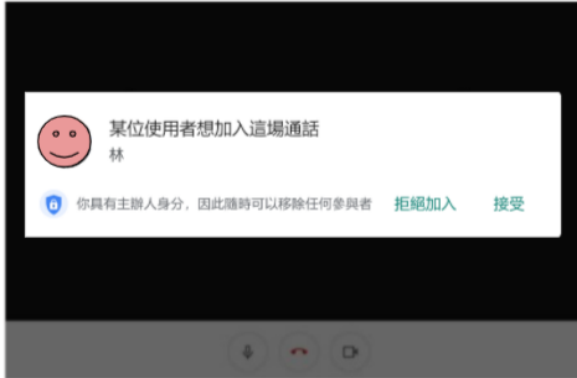 某位使用者想加入這場通話
林
你具有主辦人身分，因此隨時可以移除任何參與者 拒絕加入 接受